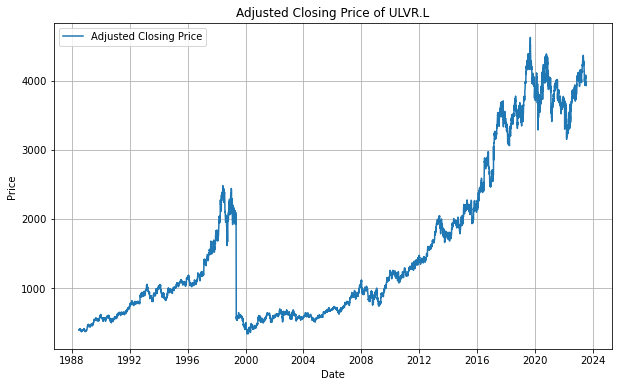 Adjusted Closing Price of ULVR.L
Adjusted Closing Price
Price
4000
3000
2000
1000
1988 1992 1996 2000 2004 2008 2012 2016 2020 2024
Date